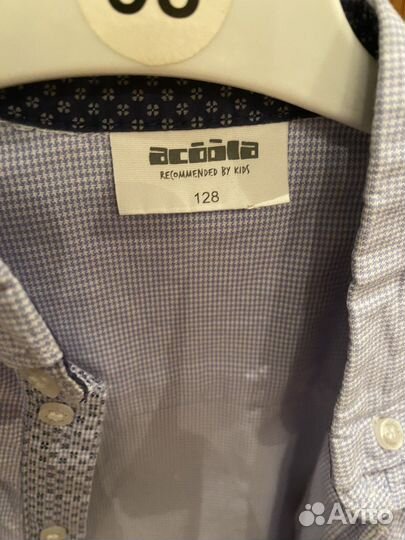 acoola
RECOMMENDED BY KIDS
128
Avito